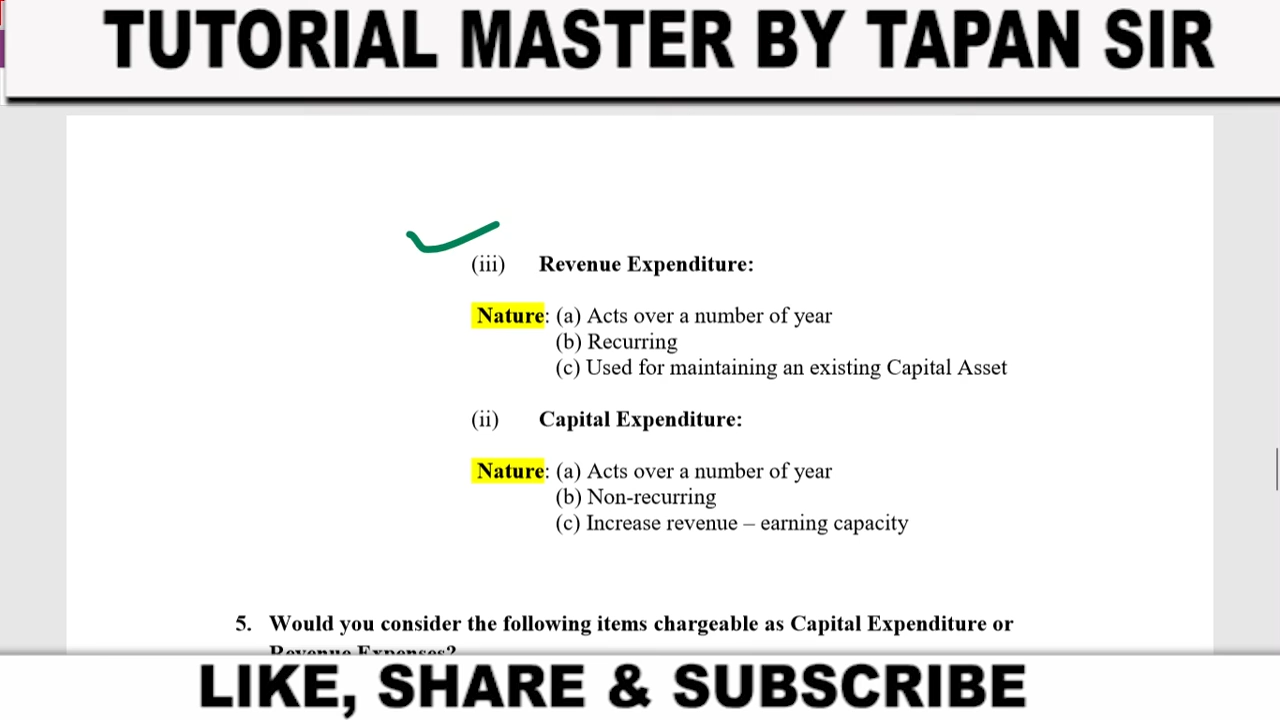 TUTORIAL MASTER BY TAPAN SIR
(iii) Revenue Expenditure:
Nature: (a) Acts over a number of year
(b) Recurring
(c) Used for maintaining an existing Capital Asset
(ii) Capital Expenditure:
Nature: (a) Acts over a number of year
(b) Non-recurring
(c) Increase revenue – earning capacity
5. Would you consider the following items chargeable as Capital Expenditure or
Revenue Expenses?
LIKE, SHARE & SUBSCRIBE